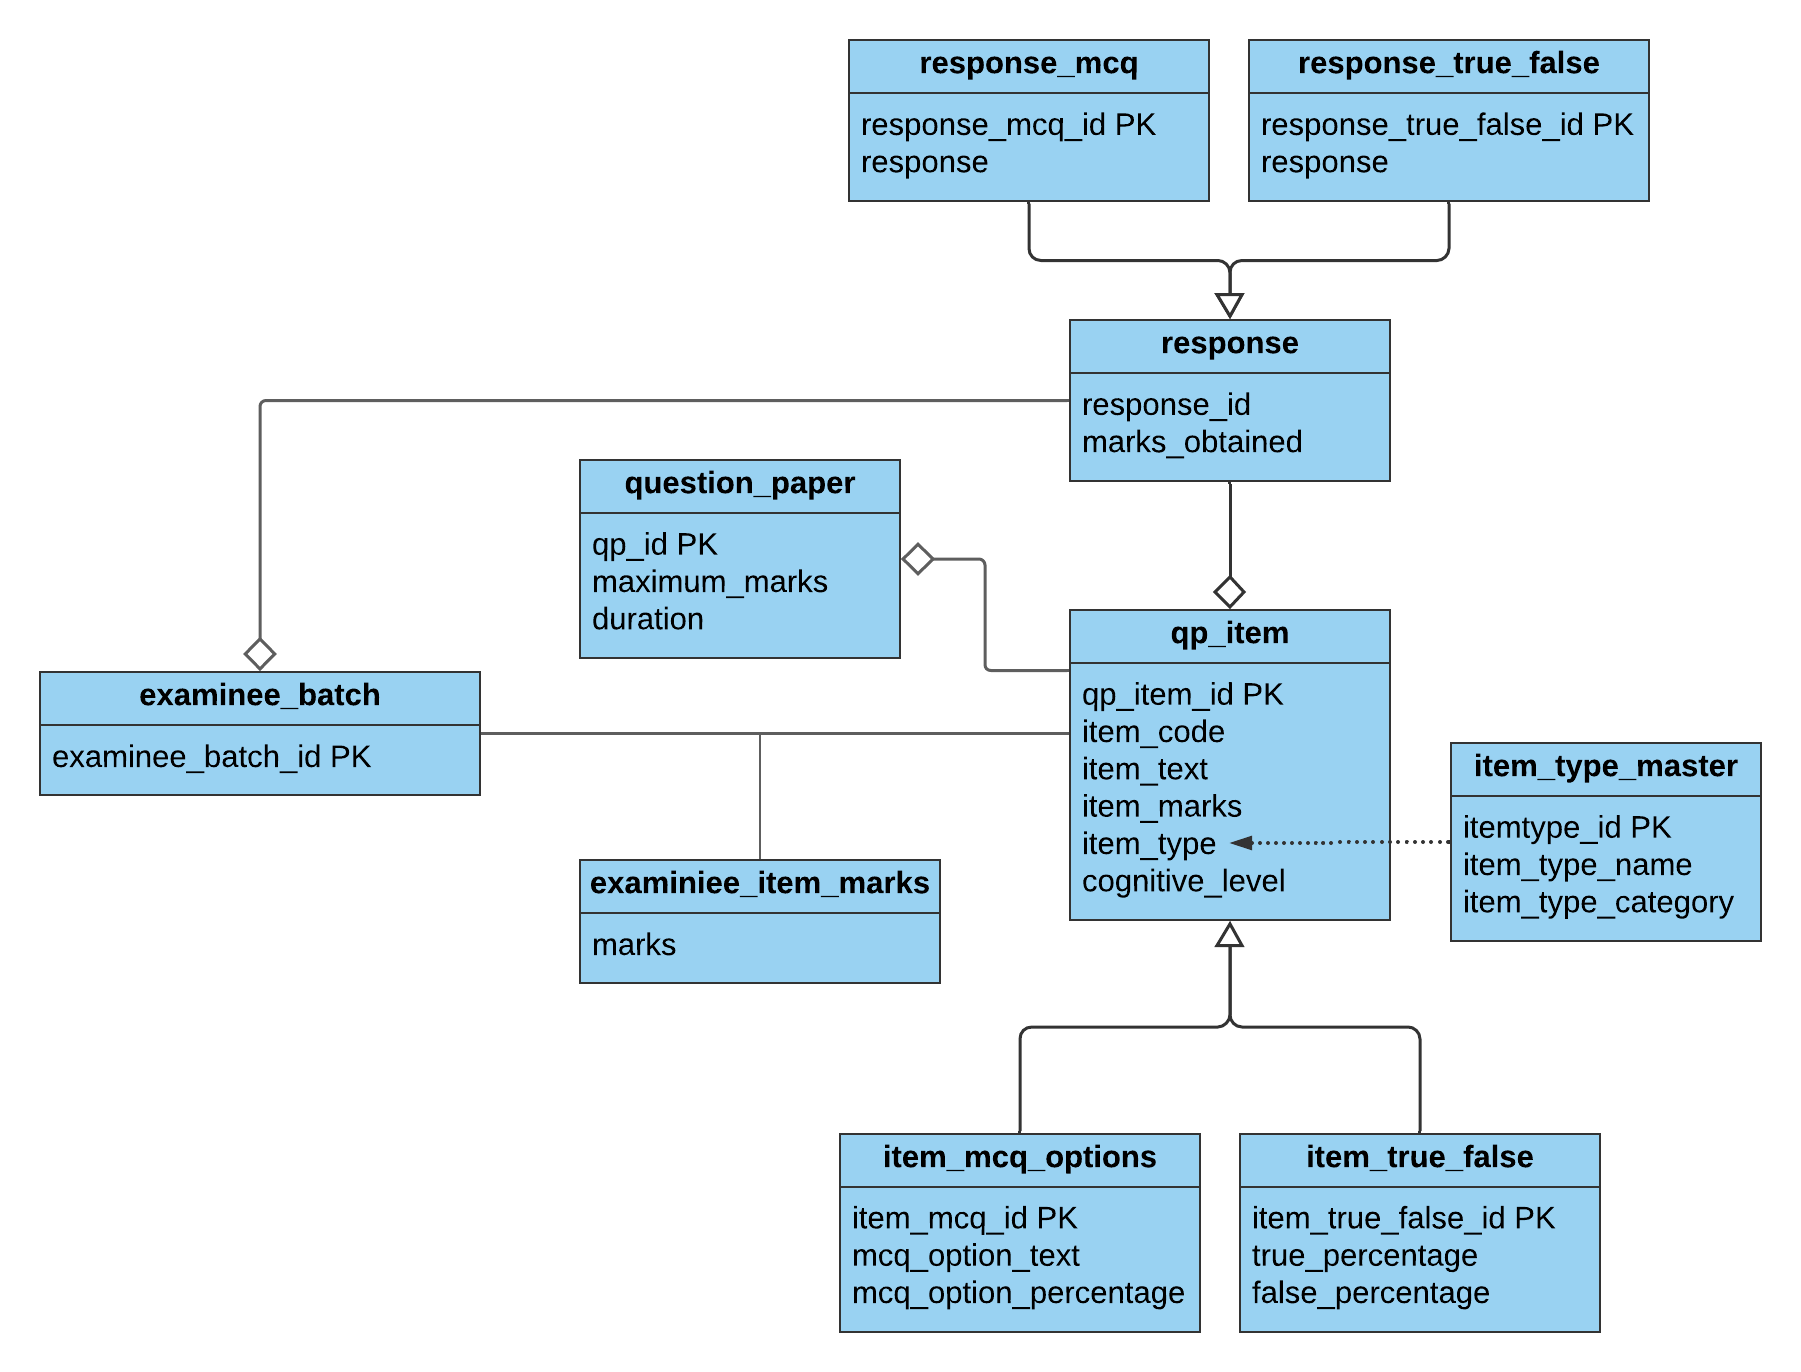 response_mcq
response_mcq_id PK
response
response_true_false
response_true_false_id PK
response
response
response_id
marks_obtained
question_paper
qp_id PK
maximum_marks
duration
qp_item
qp_item_id PK
item_code
item_text
item_marks
item_type
cognitive_level
examinee_batch
examinee_batch_id PK
item_type_master
itemtype_id PK
item_type_name
item_type_category
examiniee_item_marks
marks
item_mcq_options
item_mcq_id PK
mcq_option_text
mcq_option_percentage
item_true_false
item_true_false_id PK
true_percentage
false_percentage